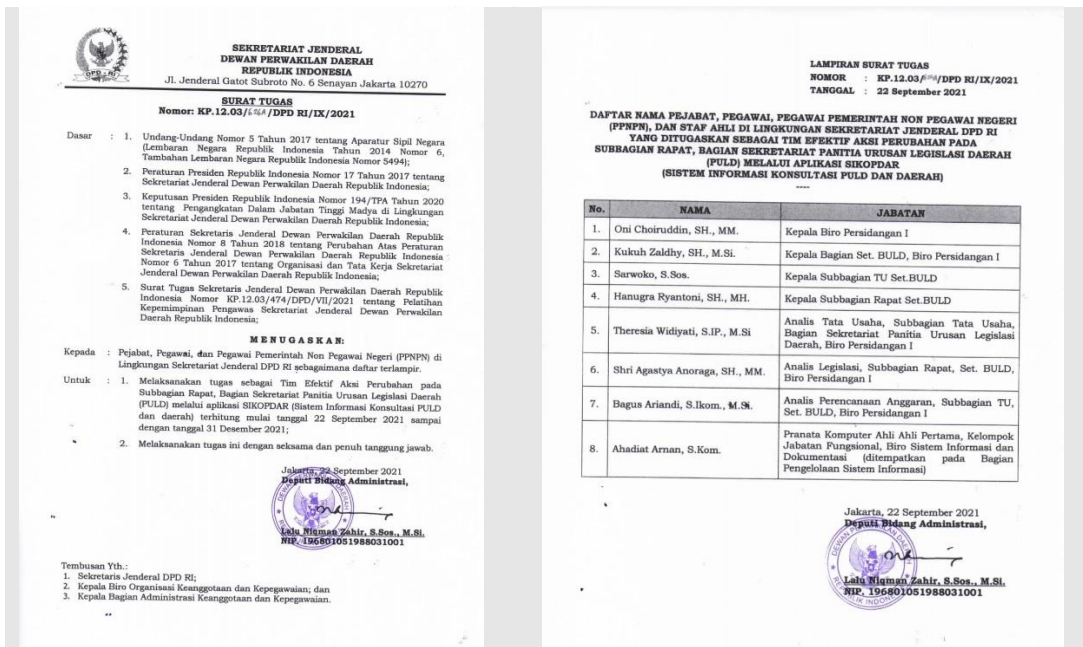 SEKRETARIAT JENDERAL
DEWAN PERWAKILAN DAERAH
REPUBLIK INDONESIA
Jl. Jenderal Gatot Subroto No. 6 Senayan Jakarta 10270
DPD - RI
SURAT TUGAS
Nomor: KP.12.03/ /DPD RI/IX/2021
Dasar : 1. Undang-Undang Nomor 5 Tahun 2017 tentang Aparatur Sipil Negara
(Lembaran Negara Republik Indonesia Tahun 2014 Nomor 6,
Tambahan Lembaran Negara Republik Indonesia Nomor 5494);
2. Peraturan Presiden Republik Indonesia Nomor 17 Tahun 2017 tentang
Sekretariat Jenderal Dewan Perwakilan Daerah Republik Indonesia;
3. Keputusan Presiden Republik Indonesia Nomor 194/TPA Tahun 2020
tentang Pengangkatan Dalam Jabatan Tinggi Madya di Lingkungan
Sekretariat Jenderal Dewan Perwakilan Daerah Republik Indonesia;
4. Peraturan Sekretaris Jenderal Dewan Perwakilan Daerah Republik
Indonesia Nomor 8 Tahun 2018 tentang Perubahan Atas Peraturan
Sekretaris Jenderal Dewan Perwakilan Daerah Republik Indonesia
Nomor 6 Tahun 2017 tentang Organisasi dan Tata Kerja Sekretariat
Jenderal Dewan Perwakilan Daerah Republik Indonesia;
5. Surat Tugas Sekretaris Jenderal Dewan Perwakilan Daerah Republik
Indonesia Nomor KP.12.03/474/DPD/VII/2021 tentang Pelatihan
Kepemimpinan Pengawas Sekretariat Jenderal Dewan Perwakilan
Daerah Republik Indonesia;
MENUGASKAN:
Kepada : Pejabat, Pegawai, dan Pegawai Pemerintah Non Pegawai Negeri (PPNPN) di
Lingkungan Sekretariat Jenderal DPD RI sebagaimana daftar terlampir.
Untuk : 1. Melaksanakan tugas sebagai Tim Efektif Aksi Perubahan pada
Subbagian Rapat, Bagian Sekretariat Panitia Urusan Legislasi Daerah
(PULD) melalui aplikasi SIKOPDAR (Sistem Informasi Konsultasi PULD
dan daerah) terhitung mulai tanggal 22 September 2021 sampai
dengan tanggal 31 Desember 2021;
2. Melaksanakan tugas ini dengan seksama dan penuh tanggung jawab.
Jakarta, 22 September 2021
Deputi Bidang Administrasi,
Lalu Niqman Zahir, S.Sos., M.Si.
NIP. 196801051988031001
Tembusan Yth.:
1. Sekretaris Jenderal DPD RI;
2. Kepala Biro Organisasi Keanggotaan dan Kepegawaian; dan
3. Kepala Bagian Administrasi Keanggotaan dan Kepegawaian.
LAMPIRAN SURAT TUGAS
NOMOR : KP.12.03/ /DPD RI/IX/2021
TANGGAL : 22 September 2021
DAFTAR NAMA PEJABAT, PEGAWAI, PEGAWAI PEMERINTAH NON PEGAWAI NEGERI
(PPNPN), DAN STAF AHLI DI LINGKUNGAN SEKRETARIAT JENDERAL DPD RI
YANG DITUGASKAN SEBAGAI TIM EFEKTIF AKSI PERUBAHAN PADA
SUBBAGIAN RAPAT, BAGIAN SEKRETARIAT PANITIA URUSAN LEGISLASI DAERAH
(PULD) MELALUI APLIKASI SIKOPDAR
(SISTEM INFORMASI KONSULTASI PULD DAN DAERAH)
----
No. NAMA JABATAN
1. Oni Choiruddin, SH., MM. Kepala Biro Persidangan I
2. Kukuh Zaldhy, SH., M.Si. Kepala Bagian Set. BULD, Biro Persidangan I
3. Sarwoko, S.Sos. Kepala Subbagian TU Set.BULD
4. Hanugra Ryantoni, SH., MH. Kepala Subbagian Rapat Set.BULD
5. Theresia Widiyati, S.IP., M.Si Analis Tata Usaha, Subbagian Tata Usaha,
Bagian Sekretariat Panitia Urusan Legislasi
Daerah, Biro Persidangan I
6. Shri Agastya Anoraga, SH., MM. Analis Legislasi, Subbagian Rapat, Set. BULD,
Biro Persidangan I
7. Bagus Ariandi, S.Ikom., M.Si. Analis Perencanaan Anggaran, Subbagian TU,
Set. BULD, Biro Persidangan I
8. Ahadiat Arnan, S.Kom. Pranata Komputer Ahli Ahli Pertama, Kelompok
Jabatan Fungsional, Biro Sistem Informasi dan
Dokumentasi (ditempatkan pada Bagian
Pengelolaan Sistem Informasi)
Jakarta, 22 September 2021
Deputi Bidang Administrasi,
Lalu Niqman Zahir, S.Sos., M.Si.
NIP. 196801051988031001